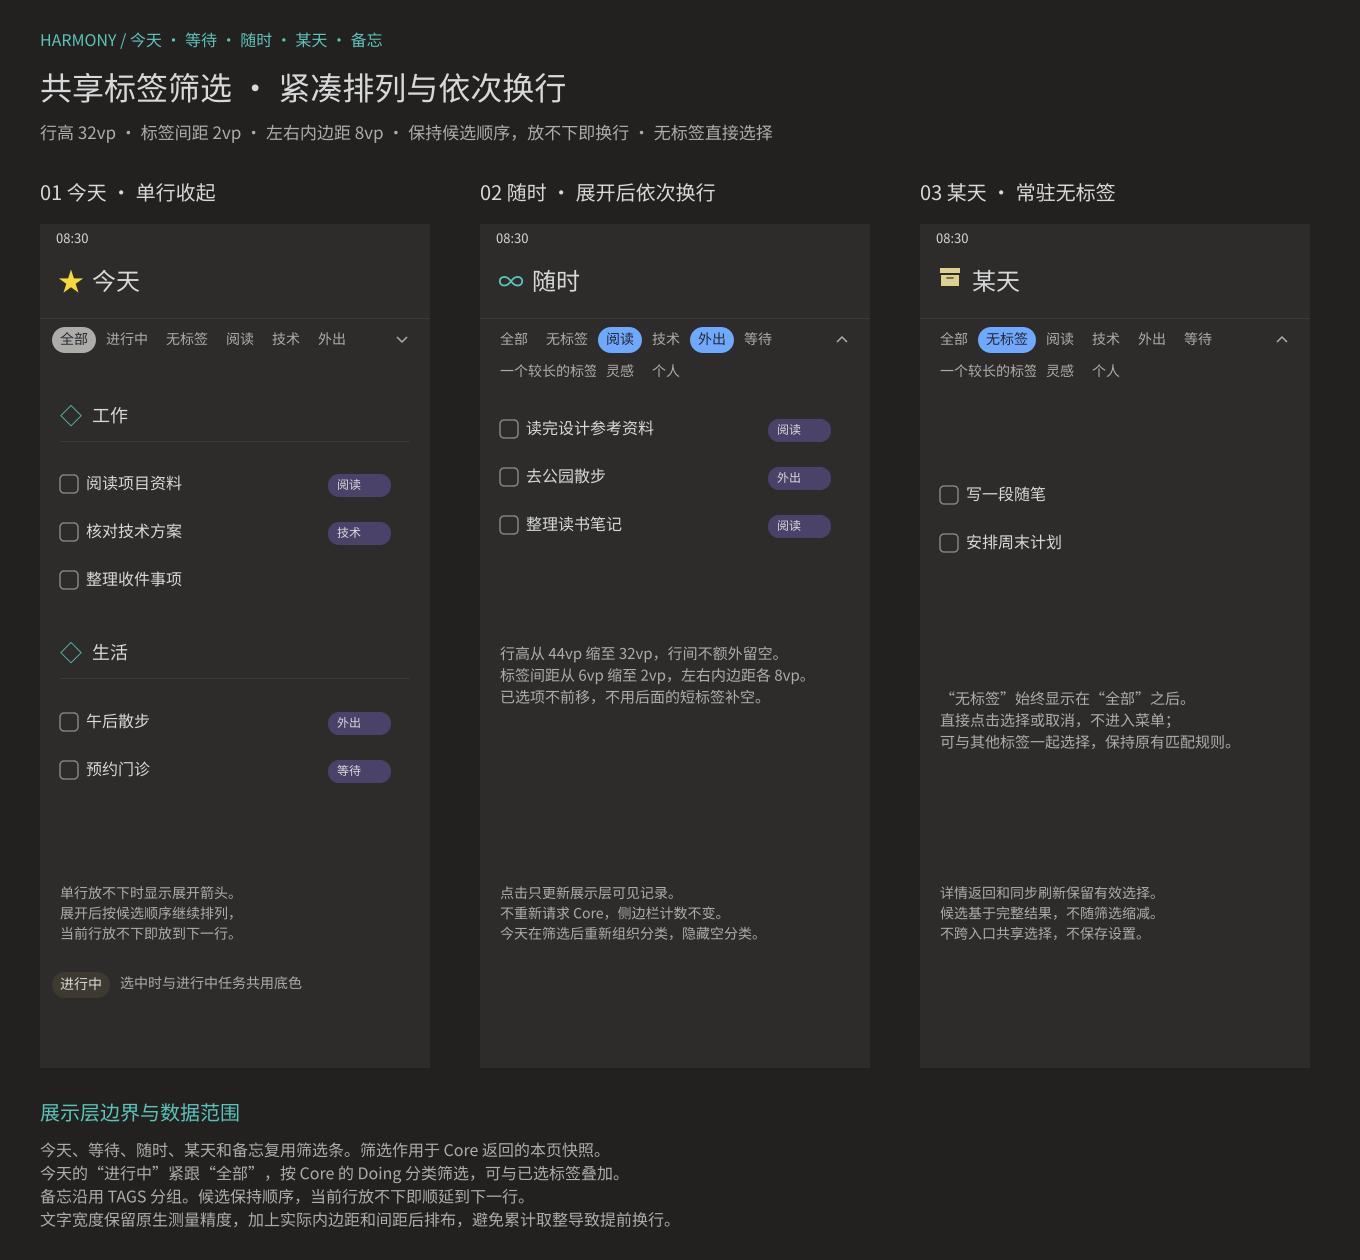 HARMONY / 今天 · 等待 · 随时 · 某天 · 备忘
共享标签筛选 · 紧凑排列与依次换行
行高 32vp · 标签间距 2vp · 左右内边距 8vp · 保持候选顺序，放不下即换行 · 无标签直接选择
01 今天 · 单行收起
08:30
今天
全部 进行中 无标签 阅读 技术 外出
工作
阅读项目资料 阅读
核对技术方案 技术
整理收件事项
生活
午后散步 外出
预约门诊 等待
单行放不下时显示展开箭头。
展开后按候选顺序继续排列，
当前行放不下即放到下一行。
进行中 选中时与进行中任务共用底色
02 随时 · 展开后依次换行
08:30
随时
全部 无标签 阅读 技术 外出 等待
一个较长的标签 灵感 个人
读完设计参考资料 阅读
去公园散步 外出
整理读书笔记 阅读
行高从 44vp 缩至 32vp，行间不额外留空。
标签间距从 6vp 缩至 2vp，左右内边距各 8vp。
已选项不前移，不用后面的短标签补空。
点击只更新展示层可见记录。
不重新请求 Core，侧边栏计数不变。
今天在筛选后重新组织分类，隐藏空分类。
03 某天 · 常驻无标签
08:30
某天
全部 无标签 阅读 技术 外出 等待
一个较长的标签 灵感 个人
写一段随笔
安排周末计划
“无标签”始终显示在“全部”之后。
直接点击选择或取消，不进入菜单；
可与其他标签一起选择，保持原有匹配规则。
详情返回和同步刷新保留有效选择。
候选基于完整结果，不随筛选缩减。
不跨入口共享选择，不保存设置。
展示层边界与数据范围
今天、等待、随时、某天和备忘复用筛选条。筛选作用于 Core 返回的本页快照。
今天的“进行中”紧跟“全部”，按 Core 的 Doing 分类筛选，可与已选标签叠加。
备忘沿用 TAGS 分组。候选保持顺序，当前行放不下即顺延到下一行。
文字宽度保留原生测量精度，加上实际内边距和间距后排布，避免累计取整导致提前换行。